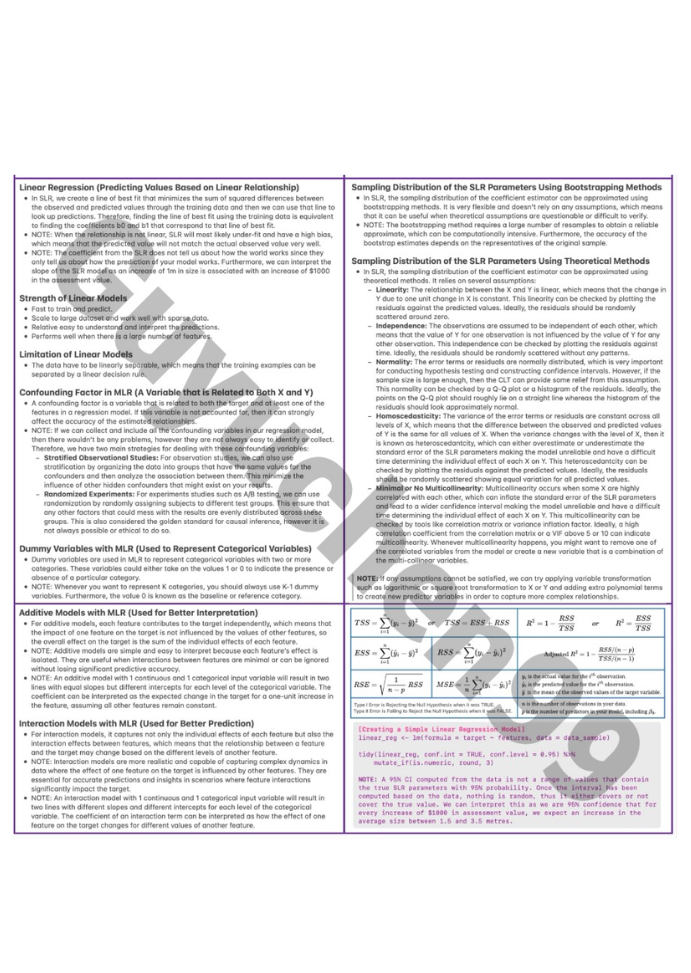 Linear Regression (Predicting Values Based on Linear Relationship)
• In SLR, we create a line of best fit that minimizes the sum of squared differences between
the observed and predicted values through the training data and then we can use that line to
look up predictions. Therefore, finding the line of best fit using the training data is equivalent
to finding the coefficients b0 and b1 that correspond to that line of best fit.
• NOTE: When the relationship is not linear, SLR will most likely under-fit and have a high bias,
which means that the predicted value will not match the actual observed value very well.
• NOTE: The coefficient from the SLR does not tell us about how the world works since they
only tell us about how the prediction of your model works. Furthermore, we can interpret the
slope of the SLR model as an increase of 1m in size is associated with an increase of $1000
in the assessment value.
Strength of Linear Models
• Fast to train and predict.
• Scale to large dataset and work well with sparse data.
• Relative easy to understand and interpret the predictions.
• Performs well when there is a large number of features.
Limitation of Linear Models
• The data have to be linearly separable, which means that the training examples can be
separated by a linear decision rule.
Confounding Factor in MLR (A Variable that is Related to Both X and Y)
• A confounding factor is a variable that is related to both the target and at least one of the
features in a regression model. If this variable is not accounted for, then it can strongly
affect the accuracy of the estimated relationships.
• NOTE: If we can collect and include all the confounding variables in our regression model,
then there wouldn't be any problems, however they are not always easy to identify or collect.
Therefore, we have two main strategies for dealing with these confounding variables:
– Stratified Observational Studies: For observation studies, we can also use
stratification by organizing the data into groups that have the same values for the
confounders and then analyze the association between them. This minimize the
influence of other hidden confounders that might exist on your results.
– Randomized Experiments: For experiments studies such as A/B testing, we can use
randomization by randomly assigning subjects to different test groups. This ensure that
any other factors that could mess with the results are evenly distributed across these
groups. This is also considered the golden standard for causal inference, however it is
not always possible or ethical to do so.
Dummy Variables with MLR (Used to Represent Categorical Variables)
• Dummy variables are used in MLR to represent categorical variables with two or more
categories. These variables could either take on the values 1 or 0 to indicate the presence or
absence of a particular category.
• NOTE: Whenever you want to represent K categories, you should always use K-1 dummy
variables. Furthermore, the value 0 is known as the baseline or reference category.
Additive Models with MLR (Used for Better Interpretation)
• For additive models, each feature contributes to the target independently, which means that
the impact of one feature on the target is not influenced by the values of other features, so
the overall effect on the target is the sum of the individual effects of each feature.
• NOTE: Additive models are simple and easy to interpret because each feature's effect is
isolated. They are useful when interactions between features are minimal or can be ignored
without losing significant predictive accuracy.
• NOTE: An additive model with 1 continuous and 1 categorical input variable will result in two
lines with equal slopes but different intercepts for each level of the categorical variable. The
coefficient can be interpreted as the expected change in the target for a one-unit increase in
the feature, assuming all other features remain constant.
Interaction Models with MLR (Used for Better Prediction)
• For interaction models, it captures not only the individual effects of each feature but also the
interaction effects between features, which means that the relationship between a feature
and the target may changed based on the different levels of another feature.
• NOTE: Interaction models are more realistic and capable of capturing complex dynamics in
data where the effect of one feature on the target is influenced by other features. They are
essential for accurate predictions and insights in scenarios where feature interactions
significantly impact the target.
• NOTE: An interaction model with 1 continuous and 1 categorical input variable will result in
two lines with different slopes and different intercepts for each level of the categorical
variable. The coefficient of an interaction term can be interpreted as how the effect of one
feature on the target changes for different values of another feature.
Sampling Distribution of the SLR Parameters Using Bootstrapping Methods
• In SLR, the sampling distribution of the coefficient estimator can be approximated using
bootstrapping methods. It is very flexible and doesn't rely on any assumptions, which means
that it can be useful when theoretical assumptions are questionable or difficult to verify.
• NOTE: The bootstrapping method requires a large number of resamples to obtain a reliable
approximate, which can be computationally intensive. Furthermore, the accuracy of the
bootstrap estimates depends on the representatives of the original sample.
Sampling Distribution of the SLR Parameters Using Theoretical Methods
• In SLR, the sampling distribution of the coefficient estimator can be approximated using
theoretical methods. It relies on several assumptions:
– Linearity: The relationship between the X and Y is linear, which means that the change in
Y due to one unit change in X is constant. This linearity can be checked by plotting the
residuals against the predicted values. Ideally, the residuals should be randomly
scattered around zero.
– Independence: The observations are assumed to be independent of each other, which
means that the value of Y for one observation is not influenced by the value of Y for any
other observation. This independence can be checked by plotting the residuals against
time. Ideally, the residuals should be randomly scattered without any patterns.
– Normality: The error terms or residuals are normally distributed, which is very important
for conducting hypothesis testing and constructing confidence intervals. However, if the
sample size is large enough, then the CLT can provide some relief from this assumption.
This normality can be checked by a Q-Q plot or a histogram of the residuals. Ideally, the
points on the Q-Q plot should roughly lie on a straight line whereas the histogram of the
residuals should look approximately normal.
– Homoscedasticity: The variance of the error terms or residuals are constant across all
levels of X, which means that the difference between the observed and predicted values
of Y is the same for all values of X. When the variance changes with the level of X, then it
is known as heteroscedantcity, which can either overestimate or underestimate the
standard error of the SLR parameters making the model unreliable and have a difficult
time determining the individual effect of each X on Y. This heteroscedantcity can be
checked by plotting the residuals against the predicted values. Ideally, the residuals
should be randomly scattered showing equal variation for all predicted values.
– Minimal or No Multicollinearity: Multicollinearity occurs when some X are highly
correlated with each other, which can inflate the standard error of the SLR parameters
and lead to a wider confidence interval making the model unreliable and have a difficult
time determining the individual effect of each X on Y. This multicollinearity can be
checked by tools like correlation matrix or variance inflation factor. Ideally, a high
correlation coefficient from the correlation matrix or a VIF above 5 or 10 can indicate
multicollinearity. Whenever multicollinearity happens, you might want to remove one of
the correlated variables from the model or create a new variable that is a combination of
the multi-collinear variables.
NOTE: If any assumptions cannot be satisfied, we can try applying variable transformation
such as logarithmic or square root transformation to X or Y and adding extra polynomial terms
to create new predictor variables in order to capture more complex relationships.
TSS = ∑(yᵢ − ȳ)² or TSS = ESS + RSS R² = 1 − RSS/TSS or R² = ESS/TSS
ESS = ∑(ŷᵢ − ȳ)² RSS = ∑(yᵢ − ŷᵢ)² Adjusted R² = 1 − (RSS/(n − p))/(TSS/(n − 1))
RSE = √(1/(n − p) RSS) MSE = 1/n ∑(yᵢ − ŷᵢ)²
yᵢ is the actual value for the iᵗʰ observation.
ŷᵢ is the predicted value for the iᵗʰ observation.
ȳ is the mean of the observed values of the target variable.
Type I Error is Rejecting the Null Hypothesis when it was TRUE.
Type II Error is Failing to Reject the Null Hypothesis when it was FALSE.
n is the number of observations in your data.
p is the number of predictors in your model, including β₀.
[Creating a Simple Linear Regression Model]
linear_reg <- lm(formula = target ~ features, data = data_sample)
tidy(linear_reg, conf.int = TRUE, conf.level = 0.95) %>%
mutate_if(is.numeric, round, 3)
NOTE: A 95% CI computed from the data is not a range of values that contain
the true SLR parameters with 95% probability. Once the interval has been
computed based on the data, nothing is random, thus it either covers or not
cover the true value. We can interpret this as we are 95% confidence that for
every increase of $1000 in assessment value, we expect an increase in the
average size between 1.5 and 3.5 metres.